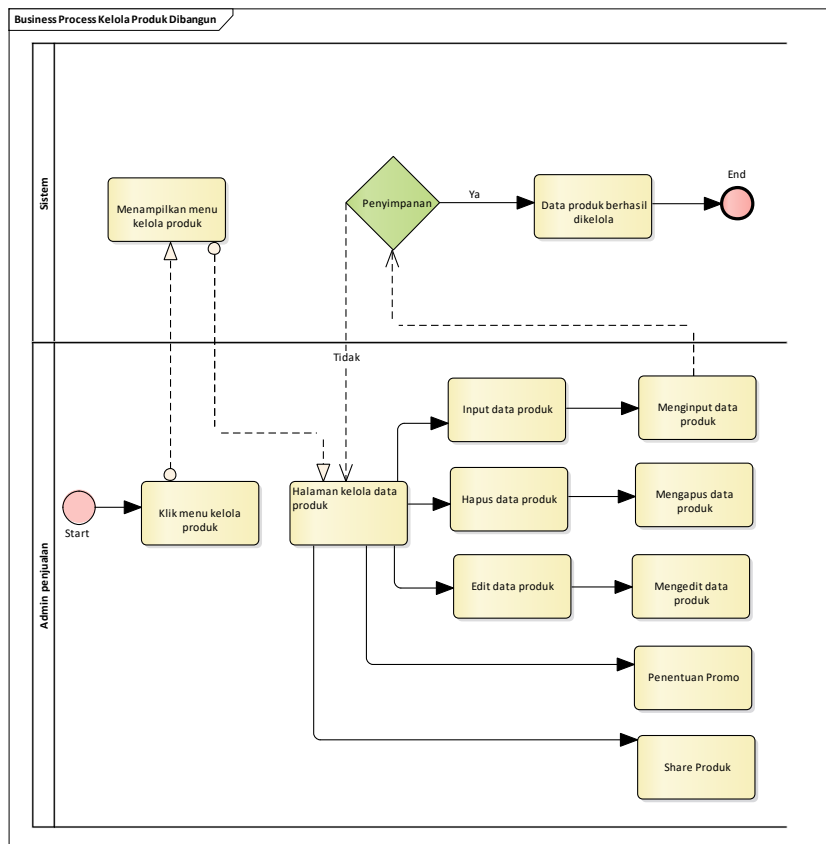 Business Process Kelola Produk Dibangun
Sistem
Menampilkan menu
kelola produk
Penyimpanan
Ya
Data produk berhasil
dikelola
End
Tidak
Admin penjualan
Start
Klik menu kelola
produk
Halaman kelola data
produk
Input data produk
Menginput data
produk
Hapus data produk
Mengapus data
produk
Edit data produk
Mengedit data
produk
Penentuan Promo
Share Produk